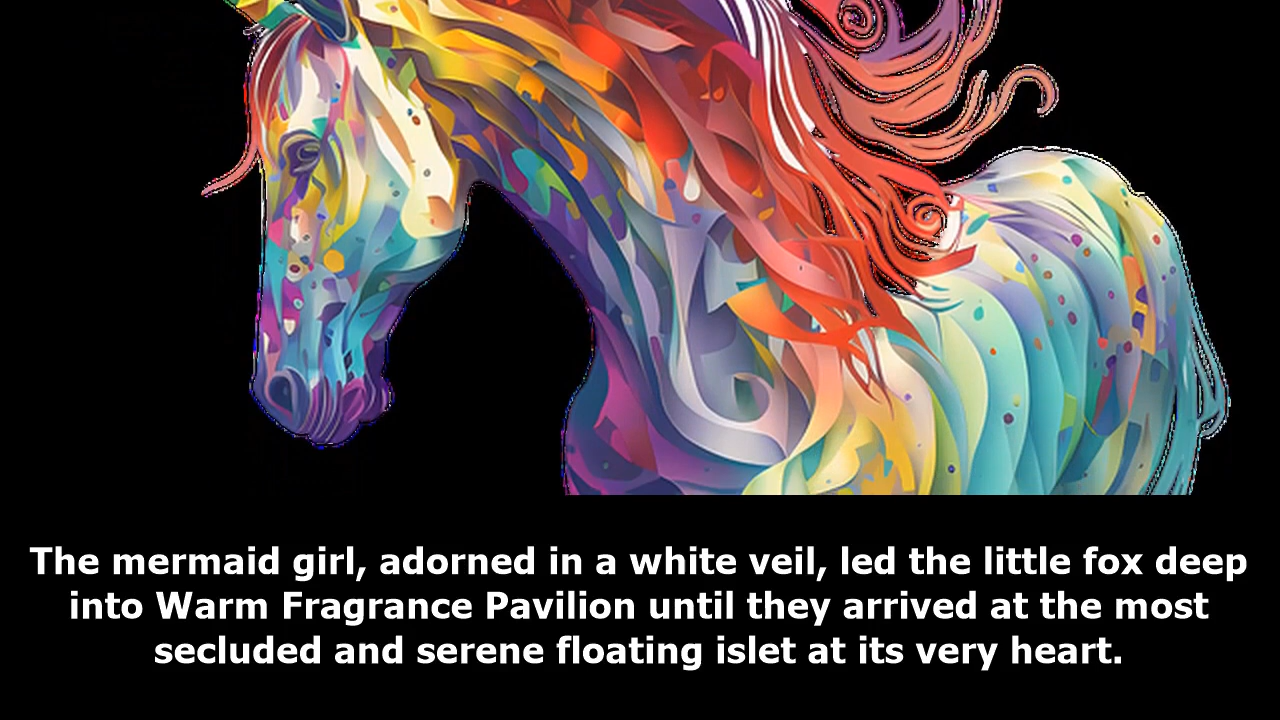 The mermaid girl, adorned in a white veil, led the little fox deep
into Warm Fragrance Pavilion until they arrived at the most
secluded and serene floating islet at its very heart.